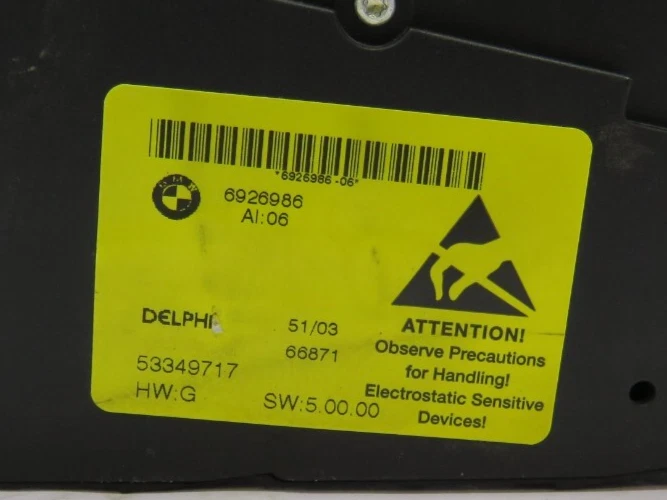 *6926986-06*
BMW
6926986
AI:06
DELPHI
51/03
66871
53349717
HW:G
SW:5.00.00
ATTENTION!
Observe Precautions
for Handling!
Electrostatic Sensitive
Devices!